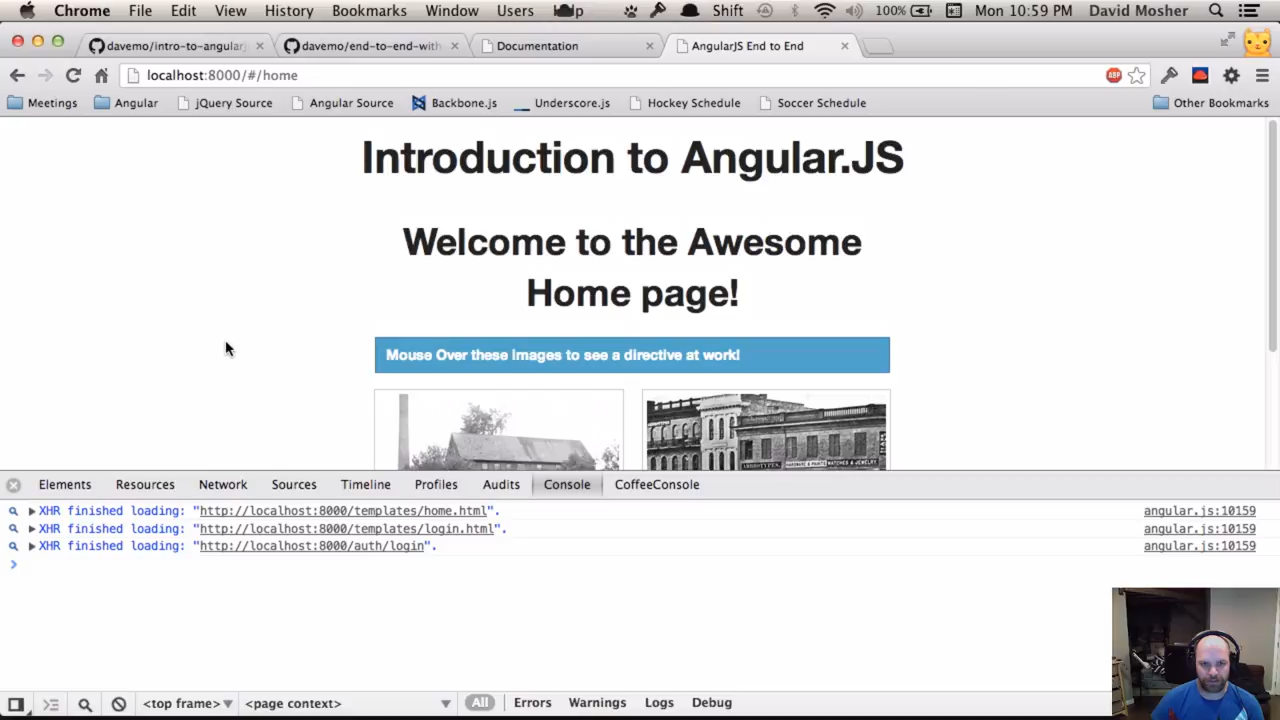 Chrome File Edit View History Bookmarks Window Users Help Shift 100% Mon 10:59 PM David Mosher
davemo/intro-to-angular davemo/end-to-end-with Documentation AngularJS End to End
localhost:8000/#/home ABP
Meetings Angular jQuery Source Angular Source Backbone.js Underscore.js Hockey Schedule Soccer Schedule Other Bookmarks
Introduction to Angular.JS
Welcome to the Awesome
Home page!
Mouse Over these images to see a directive at work!
HARDWARE & PAINTS WATCHES & JEWELRY.
Elements Resources Network Sources Timeline Profiles Audits Console CoffeeConsole
XHR finished loading: "http://localhost:8000/templates/home.html". angular.js:10159
XHR finished loading: "http://localhost:8000/templates/login.html". angular.js:10159
XHR finished loading: "http://localhost:8000/auth/login". angular.js:10159
<top frame> <page context> All Errors Warnings Logs Debug